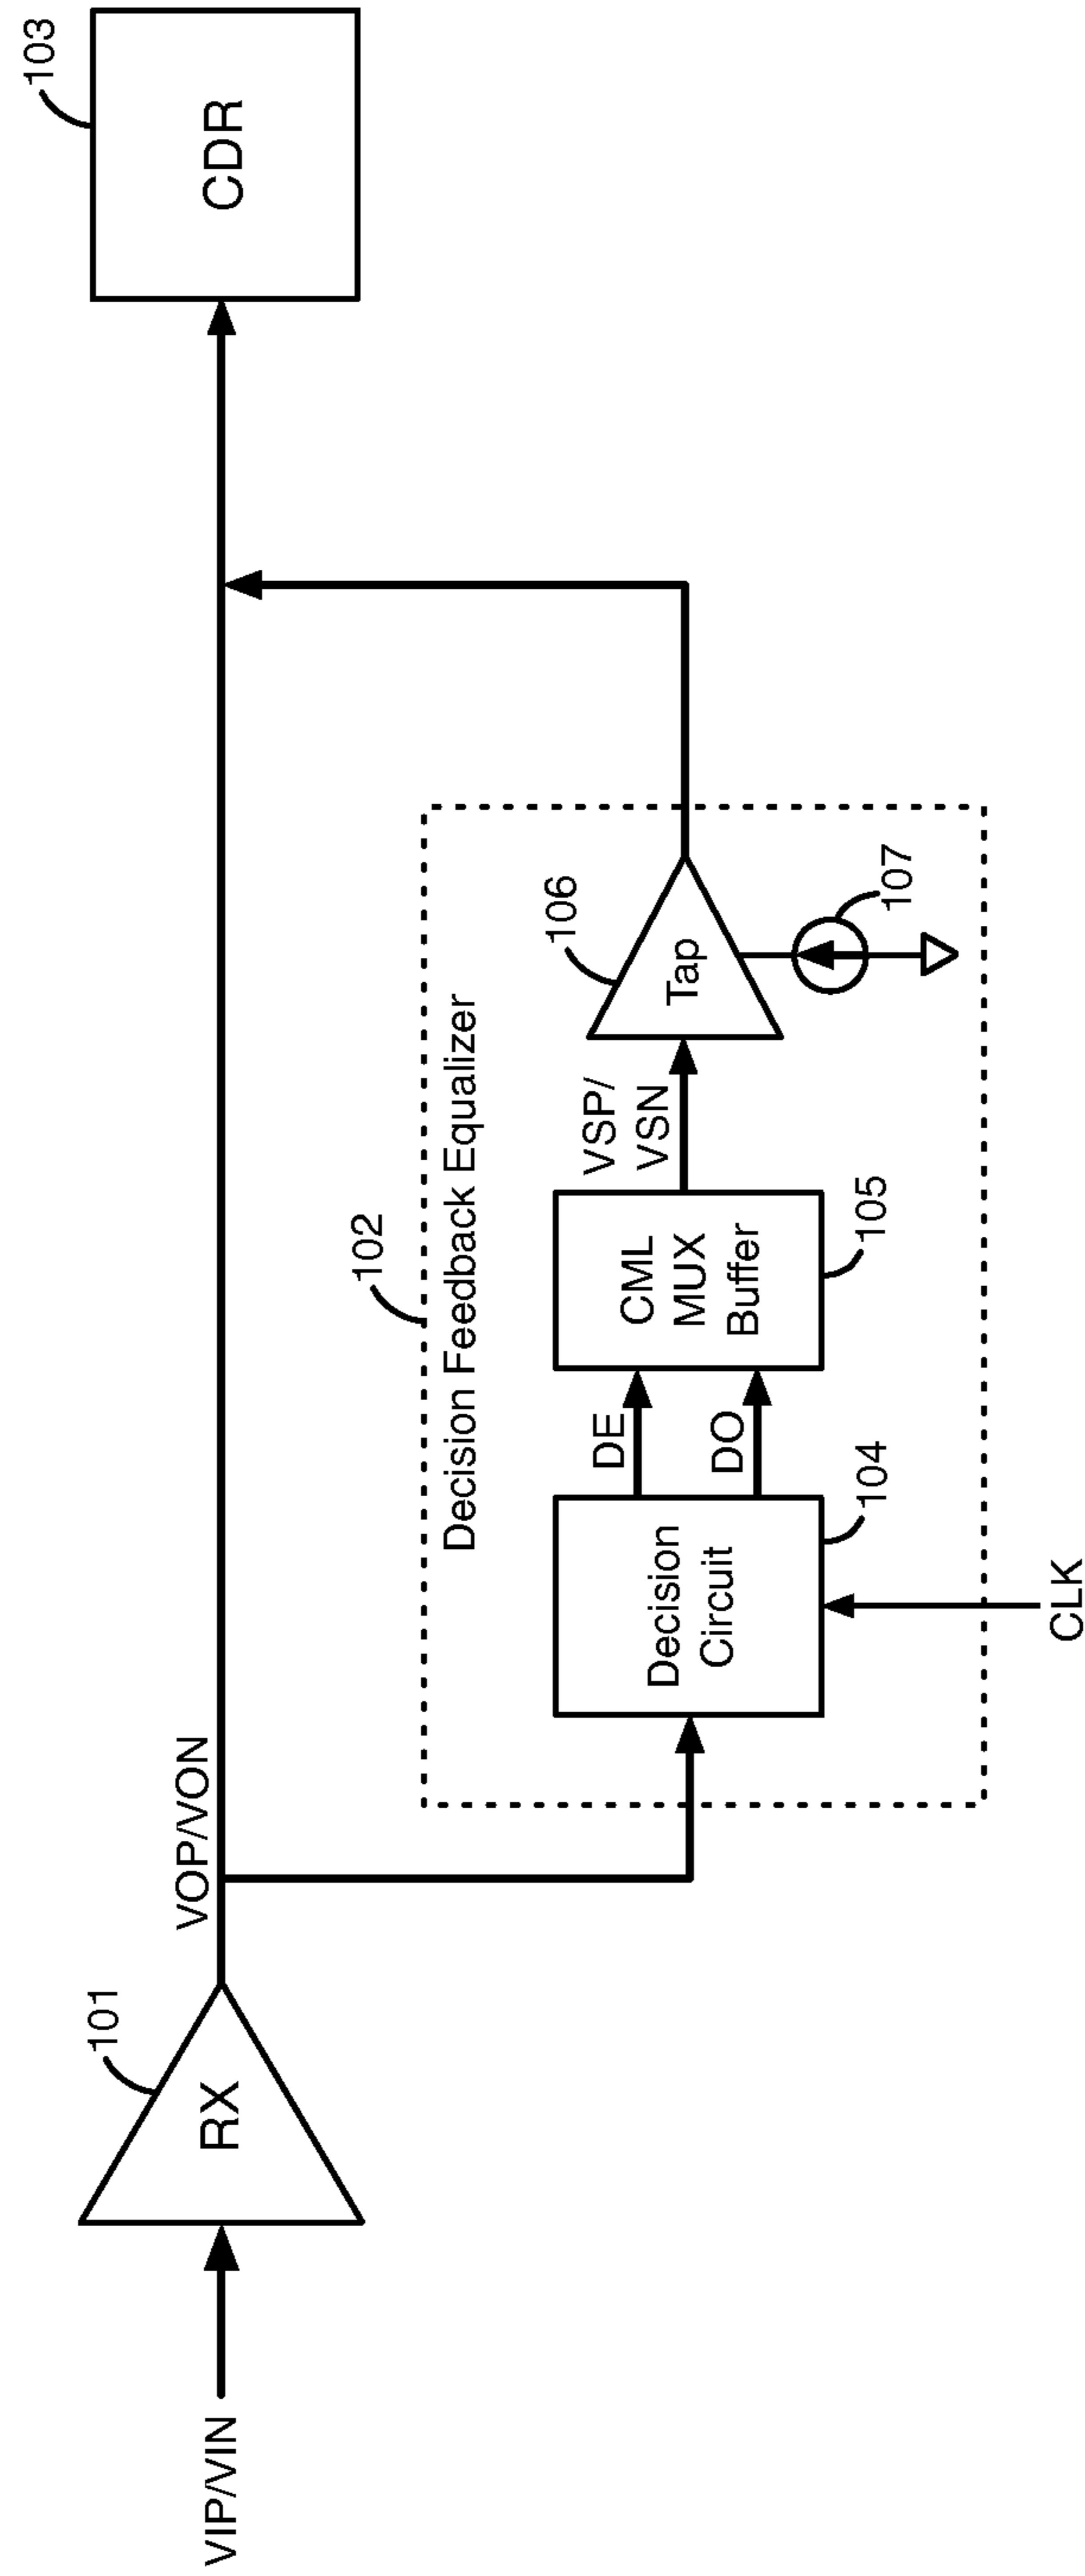 VIP/VIN
101
RX
VOP/VON
103
CDR
102
Decision Feedback Equalizer
Decision
Circuit
104
CLK
DE
DO
CML
MUX
Buffer
105
VSP/
VSN
106
Tap
107